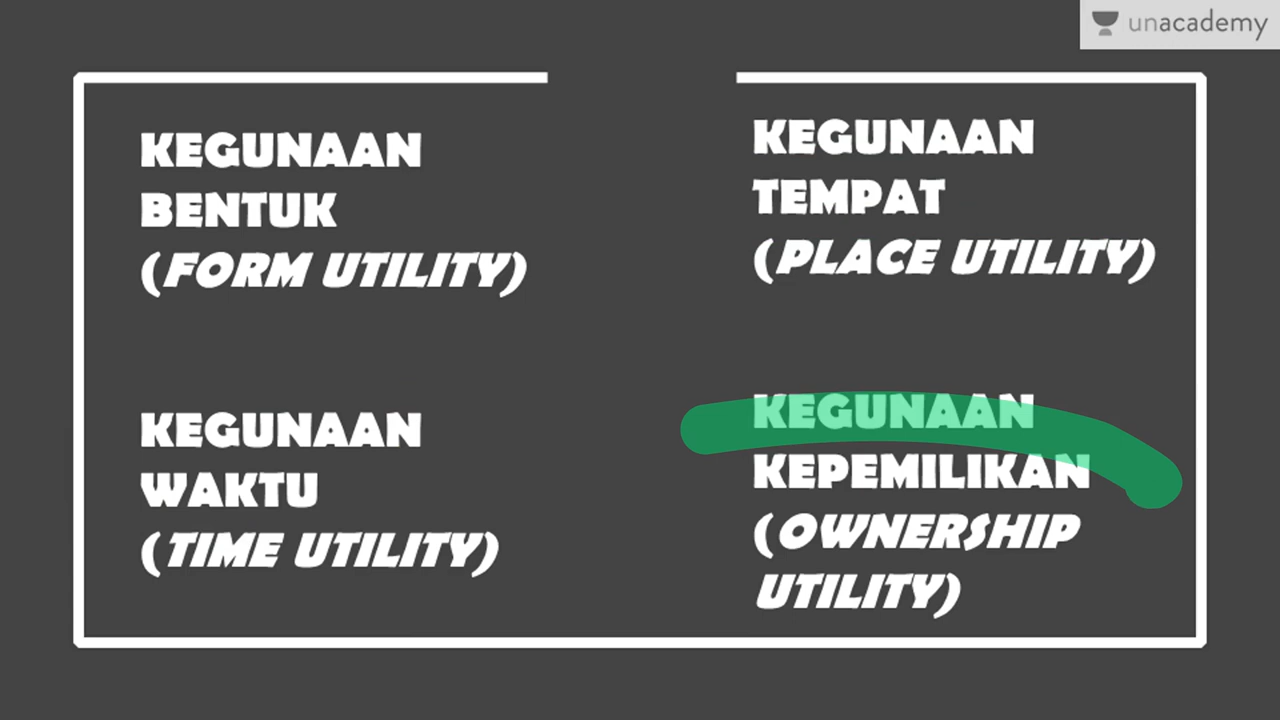 unacademy
KEGUNAAN
BENTUK
(FORM UTILITY)
KEGUNAAN
TEMPAT
(PLACE UTILITY)
KEGUNAAN
WAKTU
(TIME UTILITY)
KEGUNAAN
KEPEMILIKAN
(OWNERSHIP
UTILITY)